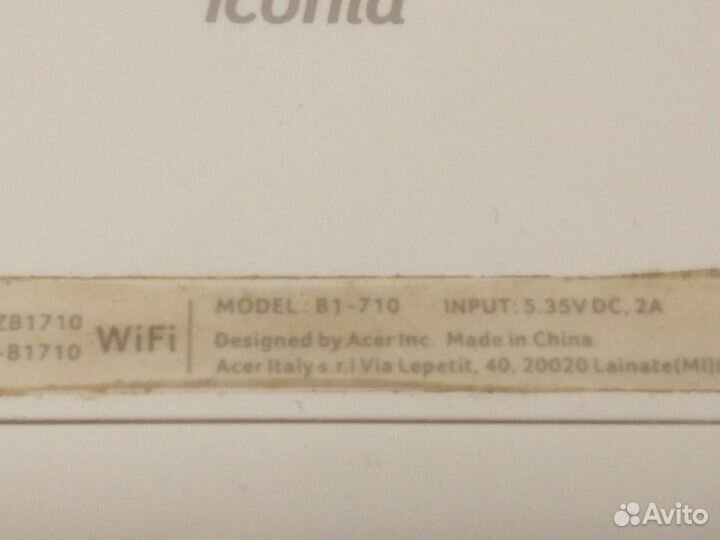 iconia
ZB1710
-B1710
WiFi
MODEL: B1-710 INPUT: 5.35V DC, 2A
Designed by Acer Inc. Made in China
Acer Italy s.r.l Via Lepetit, 40, 20020 Lainate(MI)
Avito